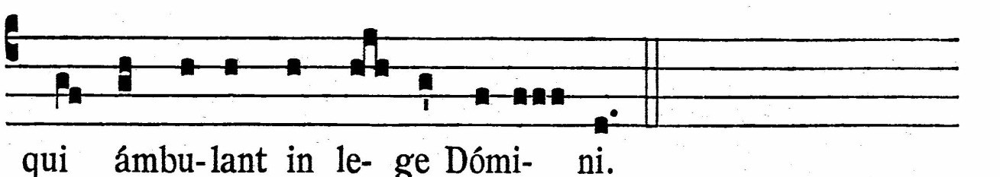 qui ámbu-lant in le- ge Dómi- ni.